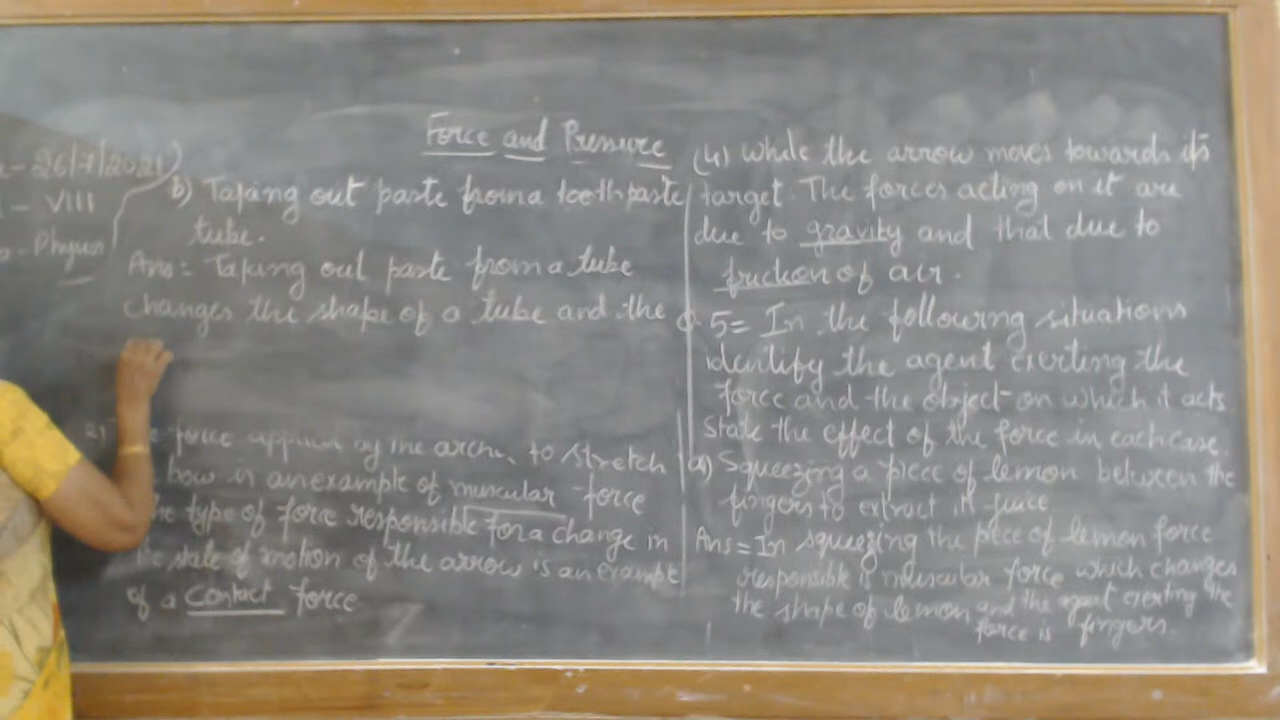 Force and Pressure
- 26/7/2021
- VIII
b) Taping out paste from a toothpaste
tube.
Ans = Taping out paste from a tube
changes the shape of a tube and the
2) force applied by the archer to stretch
is an example of muscular force
type of force responsible for a change in
the state of motion of the arrow is an example
of a contact force
(4) While the arrow moves towards its
target. The forces acting on it are
due to gravity and that due to
friction of air.
Q 5= In the following situations
identify the agent exerting the
force and the object on which it acts
State the effect of the force in each case.
a) Squeezing a piece of lemon between the
fingers to extract its juice
Ans = In squeezing the piece of lemon force
responsible is muscular force which changes
the shape of lemon and the agent exerting the
force is fingers.